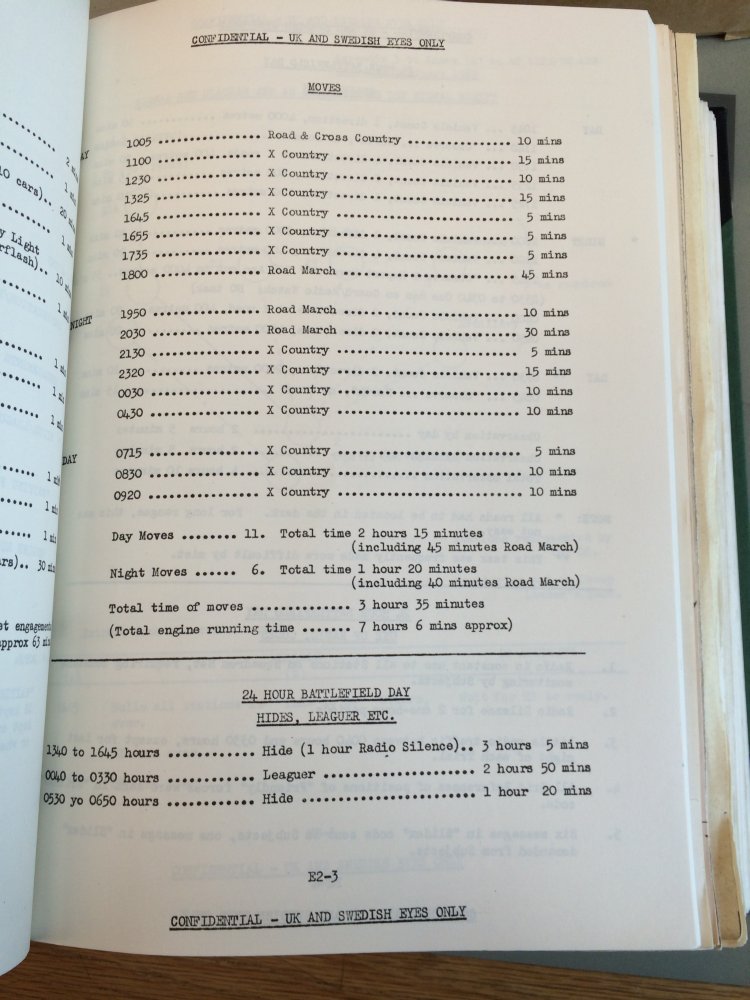 CONFIDENTIAL - UK AND SWEDISH EYES ONLY
MOVES
1005 ............... Road & Cross Country ............... 10 mins
1100 ............... X Country ............... 15 mins
1230 ............... X Country ............... 10 mins
1325 ............... X Country ............... 15 mins
1645 ............... X Country ............... 5 mins
1655 ............... X Country ............... 5 mins
1735 ............... X Country ............... 5 mins
1800 ............... Road March ............... 45 mins
NIGHT 1950 ............... Road March ............... 10 mins
2030 ............... Road March ............... 30 mins
2130 ............... X Country ............... 5 mins
2320 ............... X Country ............... 15 mins
0030 ............... X Country ............... 10 mins
0430 ............... X Country ............... 10 mins
DAY 0715 ............... X Country ............... 5 mins
0830 ............... X Country ............... 10 mins
0920 ............... X Country ............... 10 mins
Day Moves ........ 11. Total time 2 hours 15 minutes
(including 45 minutes Road March)
Night Moves ...... 6. Total time 1 hour 20 minutes
(including 40 minutes Road March)
Total time of moves .............. 3 hours 35 minutes
(Total engine running time ....... 7 hours 6 mins approx)
24 HOUR BATTLEFIELD DAY
HIDES, LEAGUER ETC.
1340 to 1645 hours ............ Hide (1 hour Radio Silence).. 3 hours 5 mins
0040 to 0330 hours ............ Leaguer ..................... 2 hours 50 mins
0530 yo 0650 hours ............ Hide ........................ 1 hour 20 mins
E2-3
CONFIDENTIAL - UK AND SWEDISH EYES ONLY